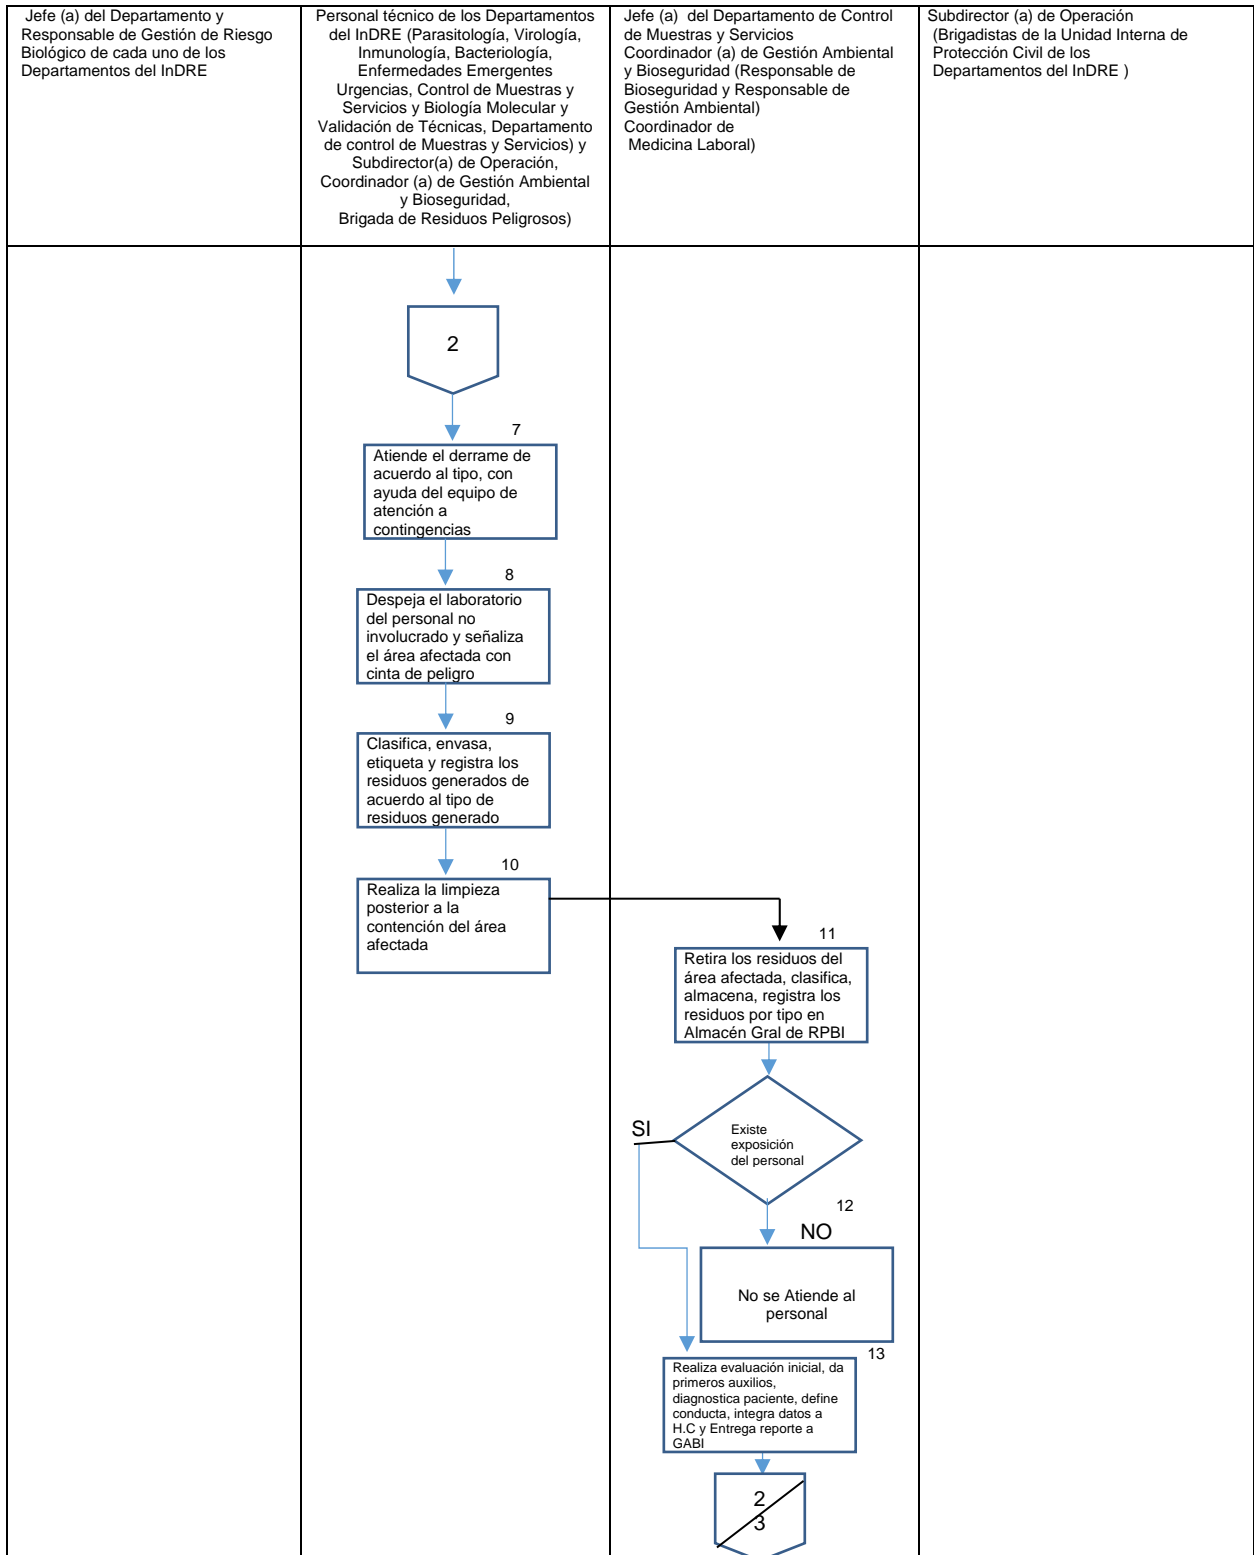 Jefe (a) del Departamento y
Responsable de Gestión de Riesgo
Biológico de cada uno de los
Departamentos del InDRE
Personal técnico de los Departamentos
del InDRE (Parasitología, Virología,
Inmunología, Bacteriología,
Enfermedades Emergentes
Urgencias, Control de Muestras y
Servicios y Biología Molecular y
Validación de Técnicas, Departamento
de control de Muestras y Servicios) y
Subdirector(a) de Operación,
Coordinador (a) de Gestión Ambiental
y Bioseguridad,
Brigada de Residuos Peligrosos)
Jefe (a) del Departamento de Control
de Muestras y Servicios
Coordinador (a) de Gestión Ambiental
y Bioseguridad (Responsable de
Bioseguridad y Responsable de
Gestión Ambiental)
Coordinador de
Medicina Laboral)
Subdirector (a) de Operación
(Brigadistas de la Unidad Interna de
Protección Civil de los
Departamentos del InDRE )
2
7
Atiende el derrame de
acuerdo al tipo, con
ayuda del equipo de
atención a
contingencias
8
Despeja el laboratorio
del personal no
involucrado y señaliza
el área afectada con
cinta de peligro
9
Clasifica, envasa,
etiqueta y registra los
residuos generados de
acuerdo al tipo de
residuos generado
10
Realiza la limpieza
posterior a la
contención del área
afectada
11
Retira los residuos del
área afectada, clasifica,
almacena, registra los
residuos por tipo en
Almacén Gral de RPBI
SI
Existe
exposición
del personal
12
NO
No se Atiende al
personal
13
Realiza evaluación inicial, da
primeros auxilios,
diagnostica paciente, define
conducta, integra datos a
H.C y Entrega reporte a
GABI
2
3